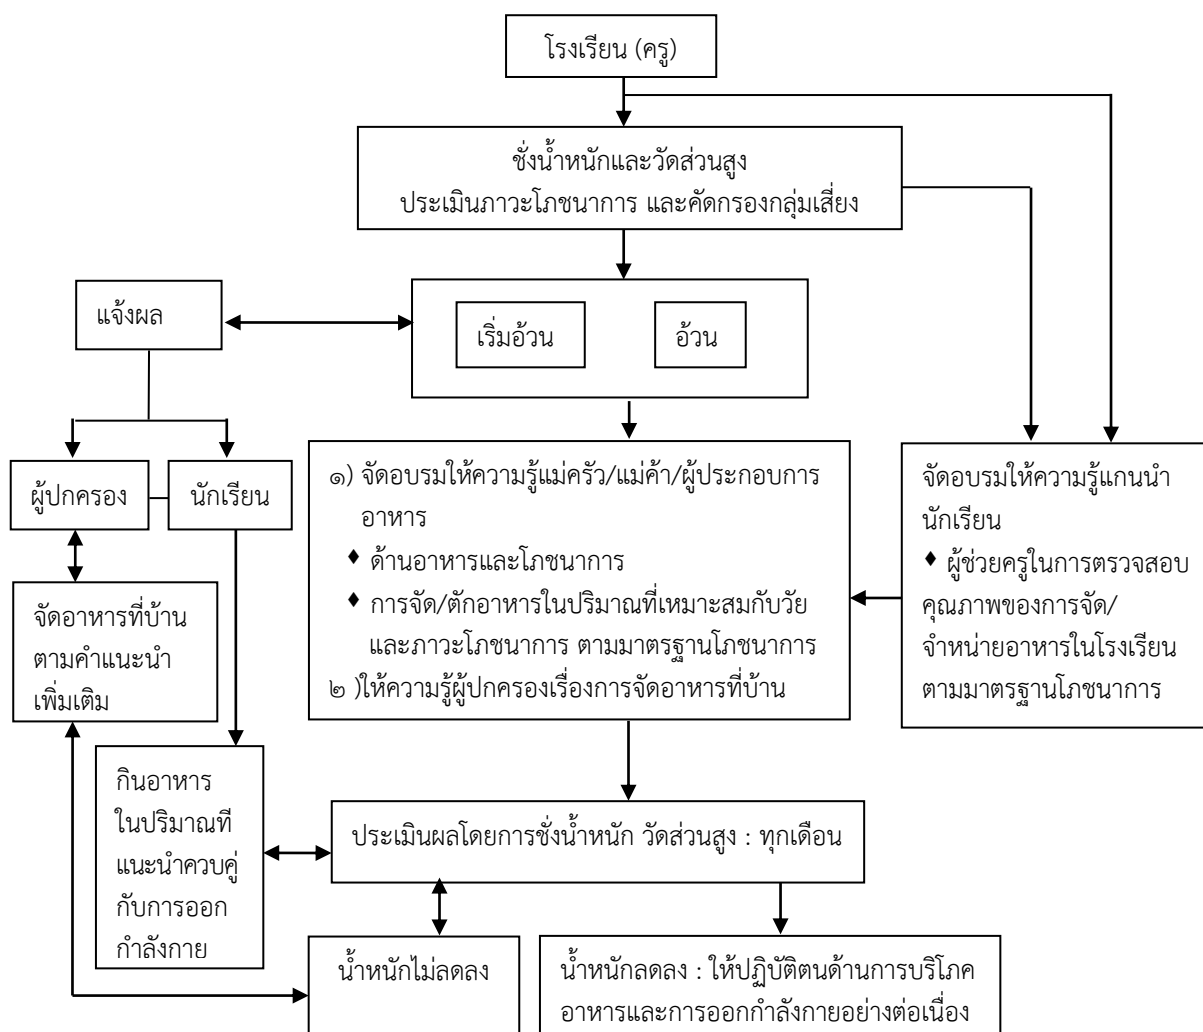 โรงเรียน (ครู)
ชั่งน้ำหนักและวัดส่วนสูง
ประเมินภาวะโภชนาการ และคัดกรองกลุ่มเสี่ยง
แจ้งผล
เริ่มอ้วน
อ้วน
ผู้ปกครอง
นักเรียน
๑) จัดอบรมให้ความรู้แม่ครัว/แม่ค้า/ผู้ประกอบการ
อาหาร
♦ ด้านอาหารและโภชนาการ
♦ การจัด/ตักอาหารในปริมาณที่เหมาะสมกับวัย
และภาวะโภชนาการ ตามมาตรฐานโภชนาการ
๒ )ให้ความรู้ผู้ปกครองเรื่องการจัดอาหารที่บ้าน
จัดอบรมให้ความรู้แกนนำ
นักเรียน
♦ ผู้ช่วยครูในการตรวจสอบ
คุณภาพของการจัด/
จำหน่ายอาหารในโรงเรียน
ตามมาตรฐานโภชนาการ
จัดอาหารที่บ้าน
ตามคำแนะนำ
เพิ่มเติม
กินอาหาร
ในปริมาณที
แนะนำควบคู่
กับการออก
กำลังกาย
ประเมินผลโดยการชั่งน้ำหนัก วัดส่วนสูง : ทุกเดือน
น้ำหนักไม่ลดลง
น้ำหนักลดลง : ให้ปฏิบัติตนด้านการบริโภค
อาหารและการออกกำลังกายอย่างต่อเนื่อง